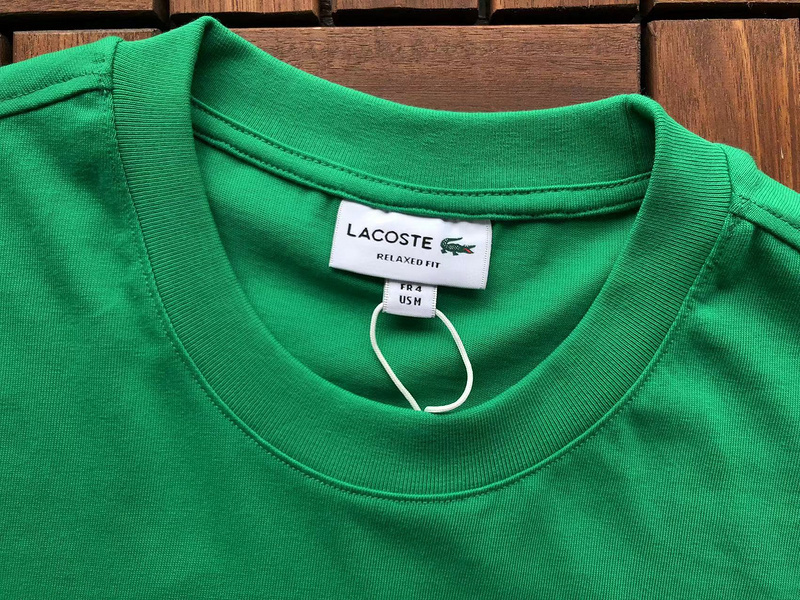 LACOSTE
RELAXED FIT
FR 4
US M